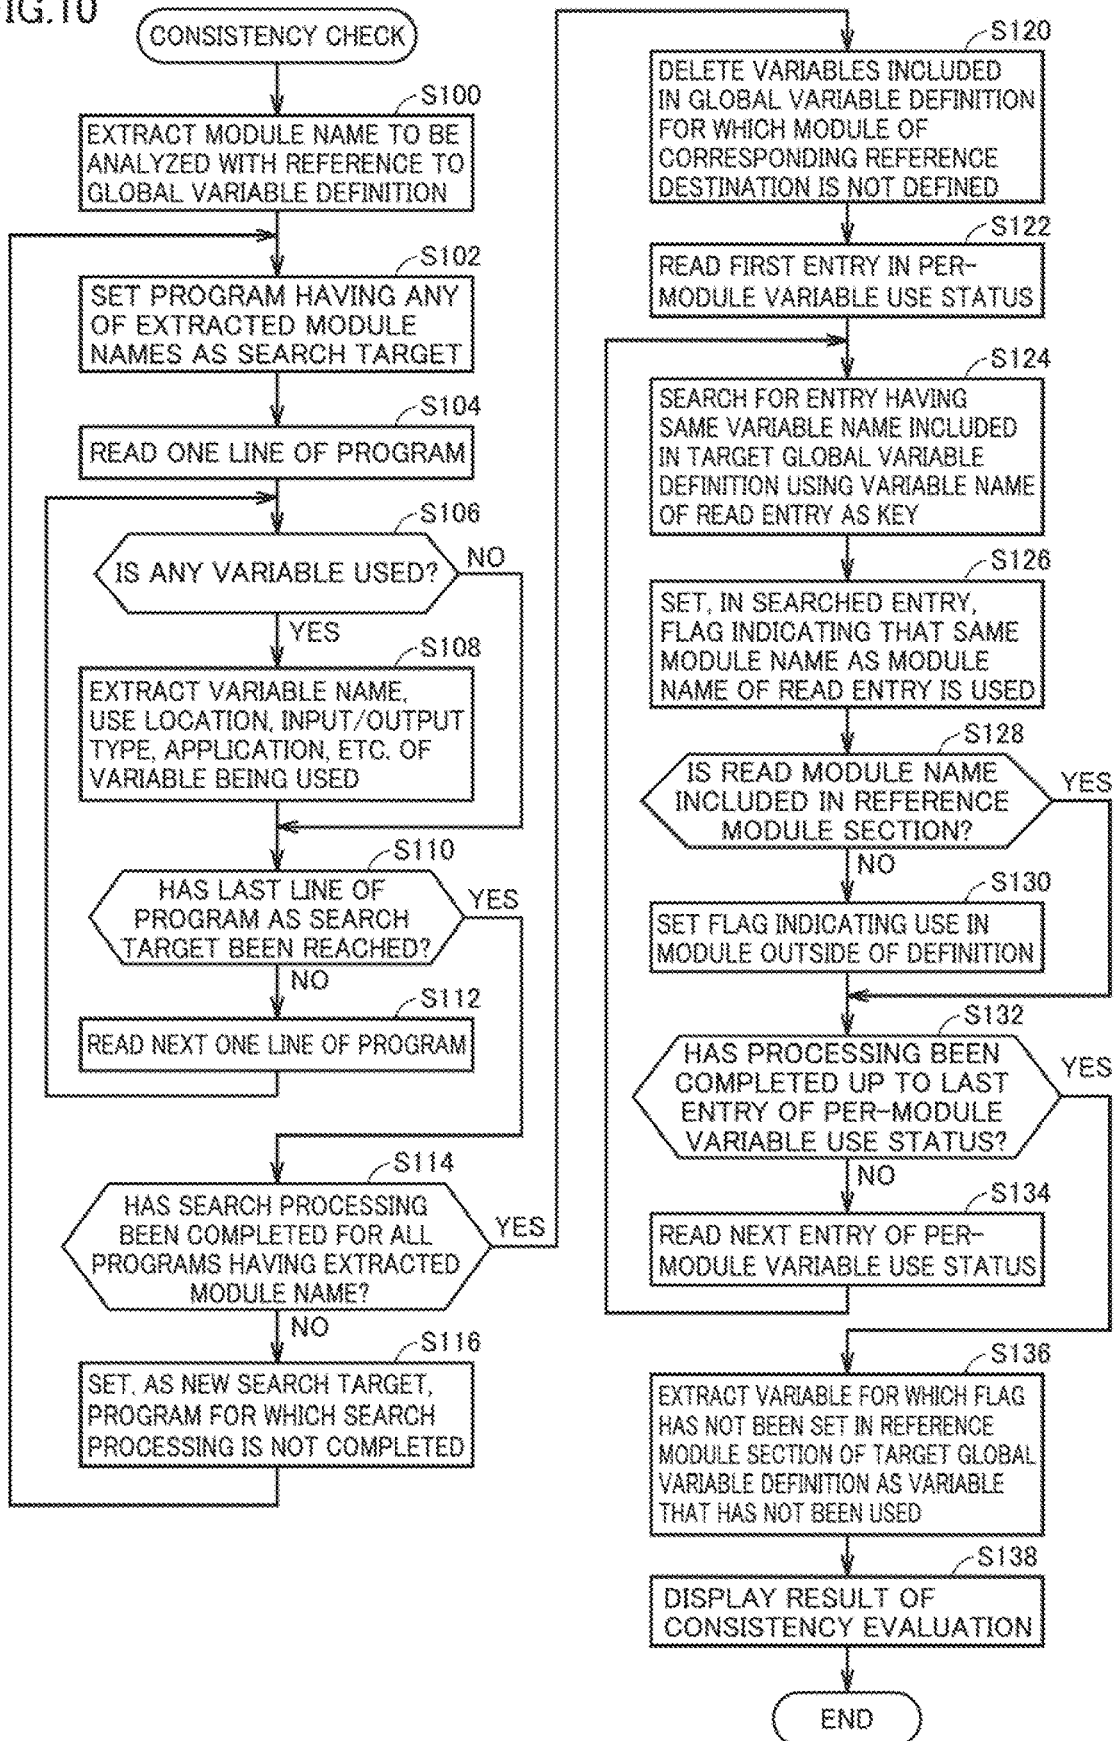 FIG.10
CONSISTENCY CHECK
S100
EXTRACT MODULE NAME TO BE
ANALYZED WITH REFERENCE TO
GLOBAL VARIABLE DEFINITION
S102
SET PROGRAM HAVING ANY
OF EXTRACTED MODULE
NAMES AS SEARCH TARGET
S104
READ ONE LINE OF PROGRAM
S106
IS ANY VARIABLE USED?
NO
YES
S108
EXTRACT VARIABLE NAME,
USE LOCATION, INPUT/OUTPUT
TYPE, APPLICATION, ETC. OF
VARIABLE BEING USED
S110
HAS LAST LINE OF
PROGRAM AS SEARCH
TARGET BEEN REACHED?
YES
NO
S112
READ NEXT ONE LINE OF PROGRAM
S114
HAS SEARCH PROCESSING
BEEN COMPLETED FOR ALL
PROGRAMS HAVING EXTRACTED
MODULE NAME?
YES
NO
S116
SET, AS NEW SEARCH TARGET,
PROGRAM FOR WHICH SEARCH
PROCESSING IS NOT COMPLETED
S120
DELETE VARIABLES INCLUDED
IN GLOBAL VARIABLE DEFINITION
FOR WHICH MODULE OF
CORRESPONDING REFERENCE
DESTINATION IS NOT DEFINED
S122
READ FIRST ENTRY IN PER-
MODULE VARIABLE USE STATUS
S124
SEARCH FOR ENTRY HAVING
SAME VARIABLE NAME INCLUDED
IN TARGET GLOBAL VARIABLE
DEFINITION USING VARIABLE NAME
OF READ ENTRY AS KEY
S126
SET, IN SEARCHED ENTRY,
FLAG INDICATING THAT SAME
MODULE NAME AS MODULE
NAME OF READ ENTRY IS USED
S128
IS READ MODULE NAME
INCLUDED IN REFERENCE
MODULE SECTION?
YES
NO
S130
SET FLAG INDICATING USE IN
MODULE OUTSIDE OF DEFINITION
S132
HAS PROCESSING BEEN
COMPLETED UP TO LAST
ENTRY OF PER-MODULE
VARIABLE USE STATUS?
YES
NO
S134
READ NEXT ENTRY OF PER-
MODULE VARIABLE USE STATUS
S136
EXTRACT VARIABLE FOR WHICH FLAG
HAS NOT BEEN SET IN REFERENCE
MODULE SECTION OF TARGET GLOBAL
VARIABLE DEFINITION AS VARIABLE
THAT HAS NOT BEEN USED
S138
DISPLAY RESULT OF
CONSISTENCY EVALUATION
END